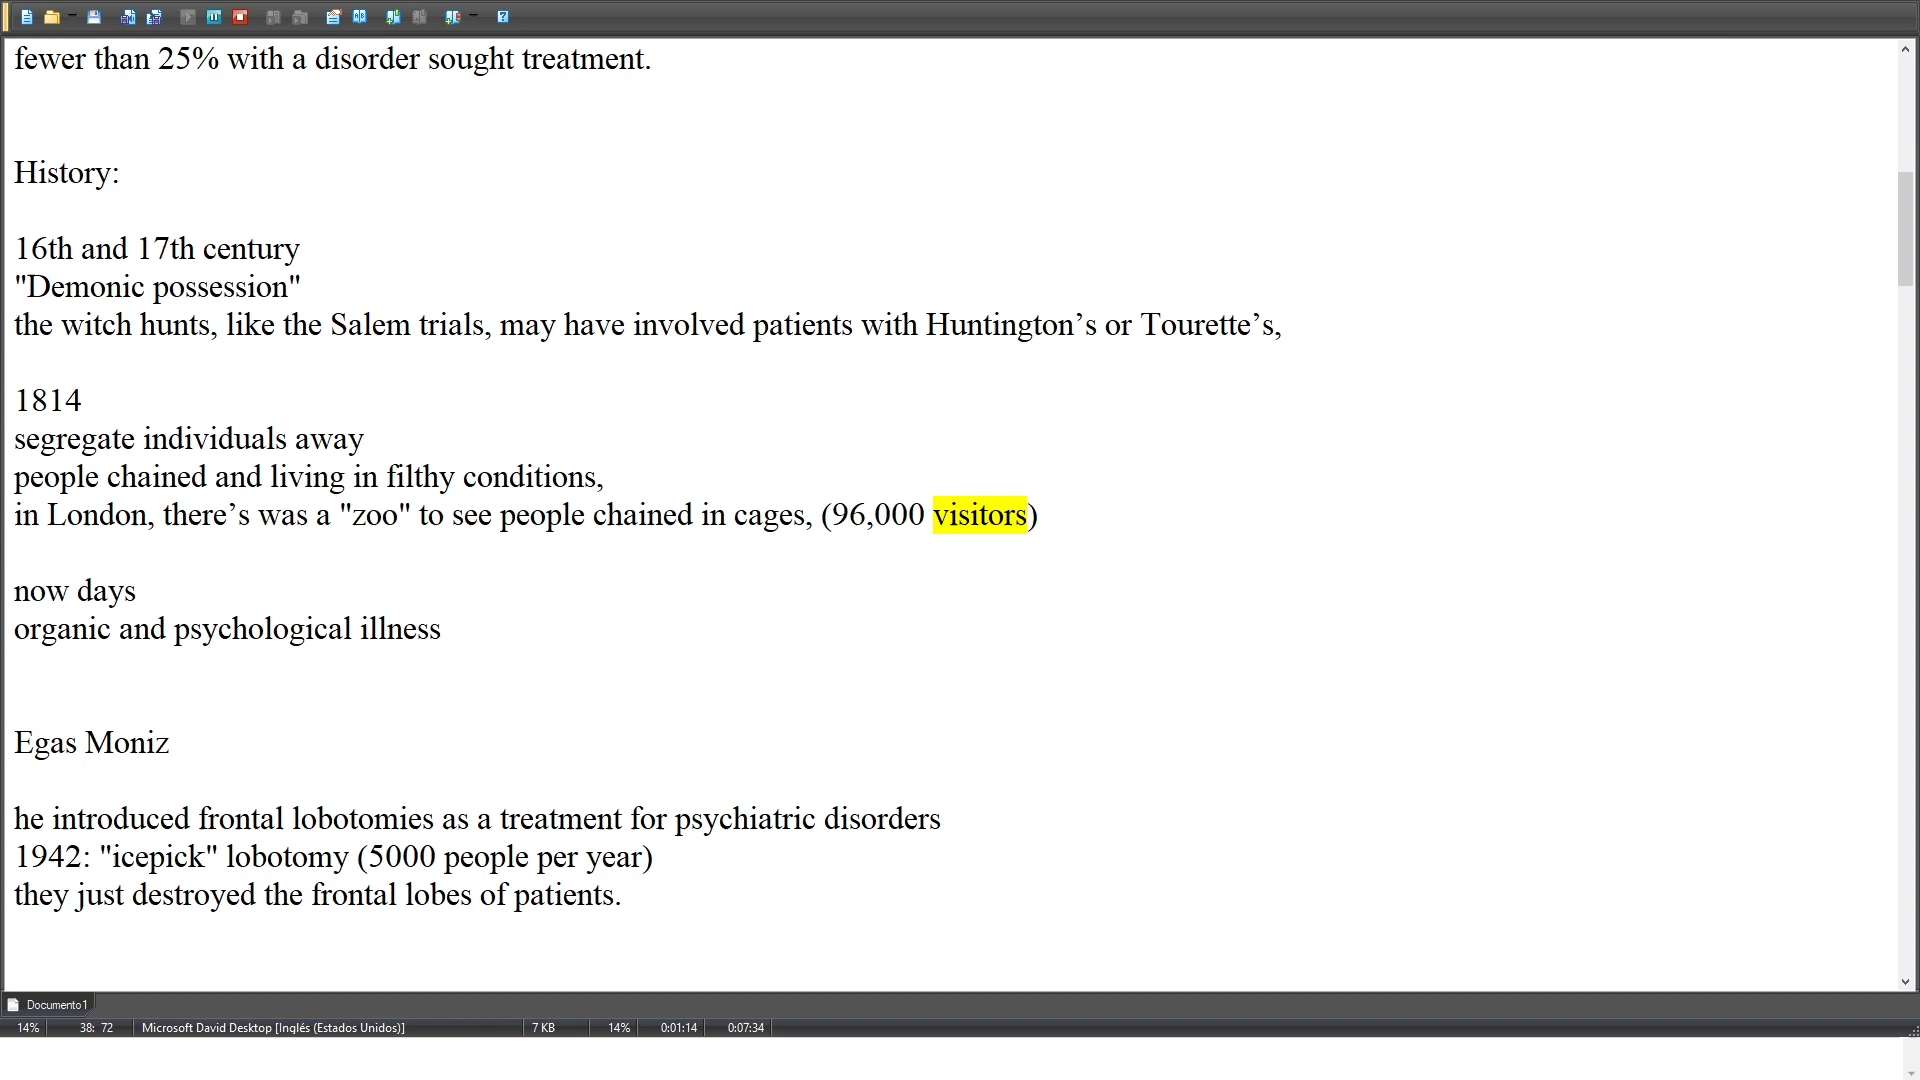 fewer than 25% with a disorder sought treatment.
History:
16th and 17th century
"Demonic possession"
the witch hunts, like the Salem trials, may have involved patients with Huntington’s or Tourette’s,
1814
segregate individuals away
people chained and living in filthy conditions,
in London, there’s was a "zoo" to see people chained in cages, (96,000 visitors)
now days
organic and psychological illness
Egas Moniz
he introduced frontal lobotomies as a treatment for psychiatric disorders
1942: "icepick" lobotomy (5000 people per year)
they just destroyed the frontal lobes of patients.
Documento1
14% 38: 72 Microsoft David Desktop [Inglés (Estados Unidos)] 7 KB 14% 0:01:14 0:07:34